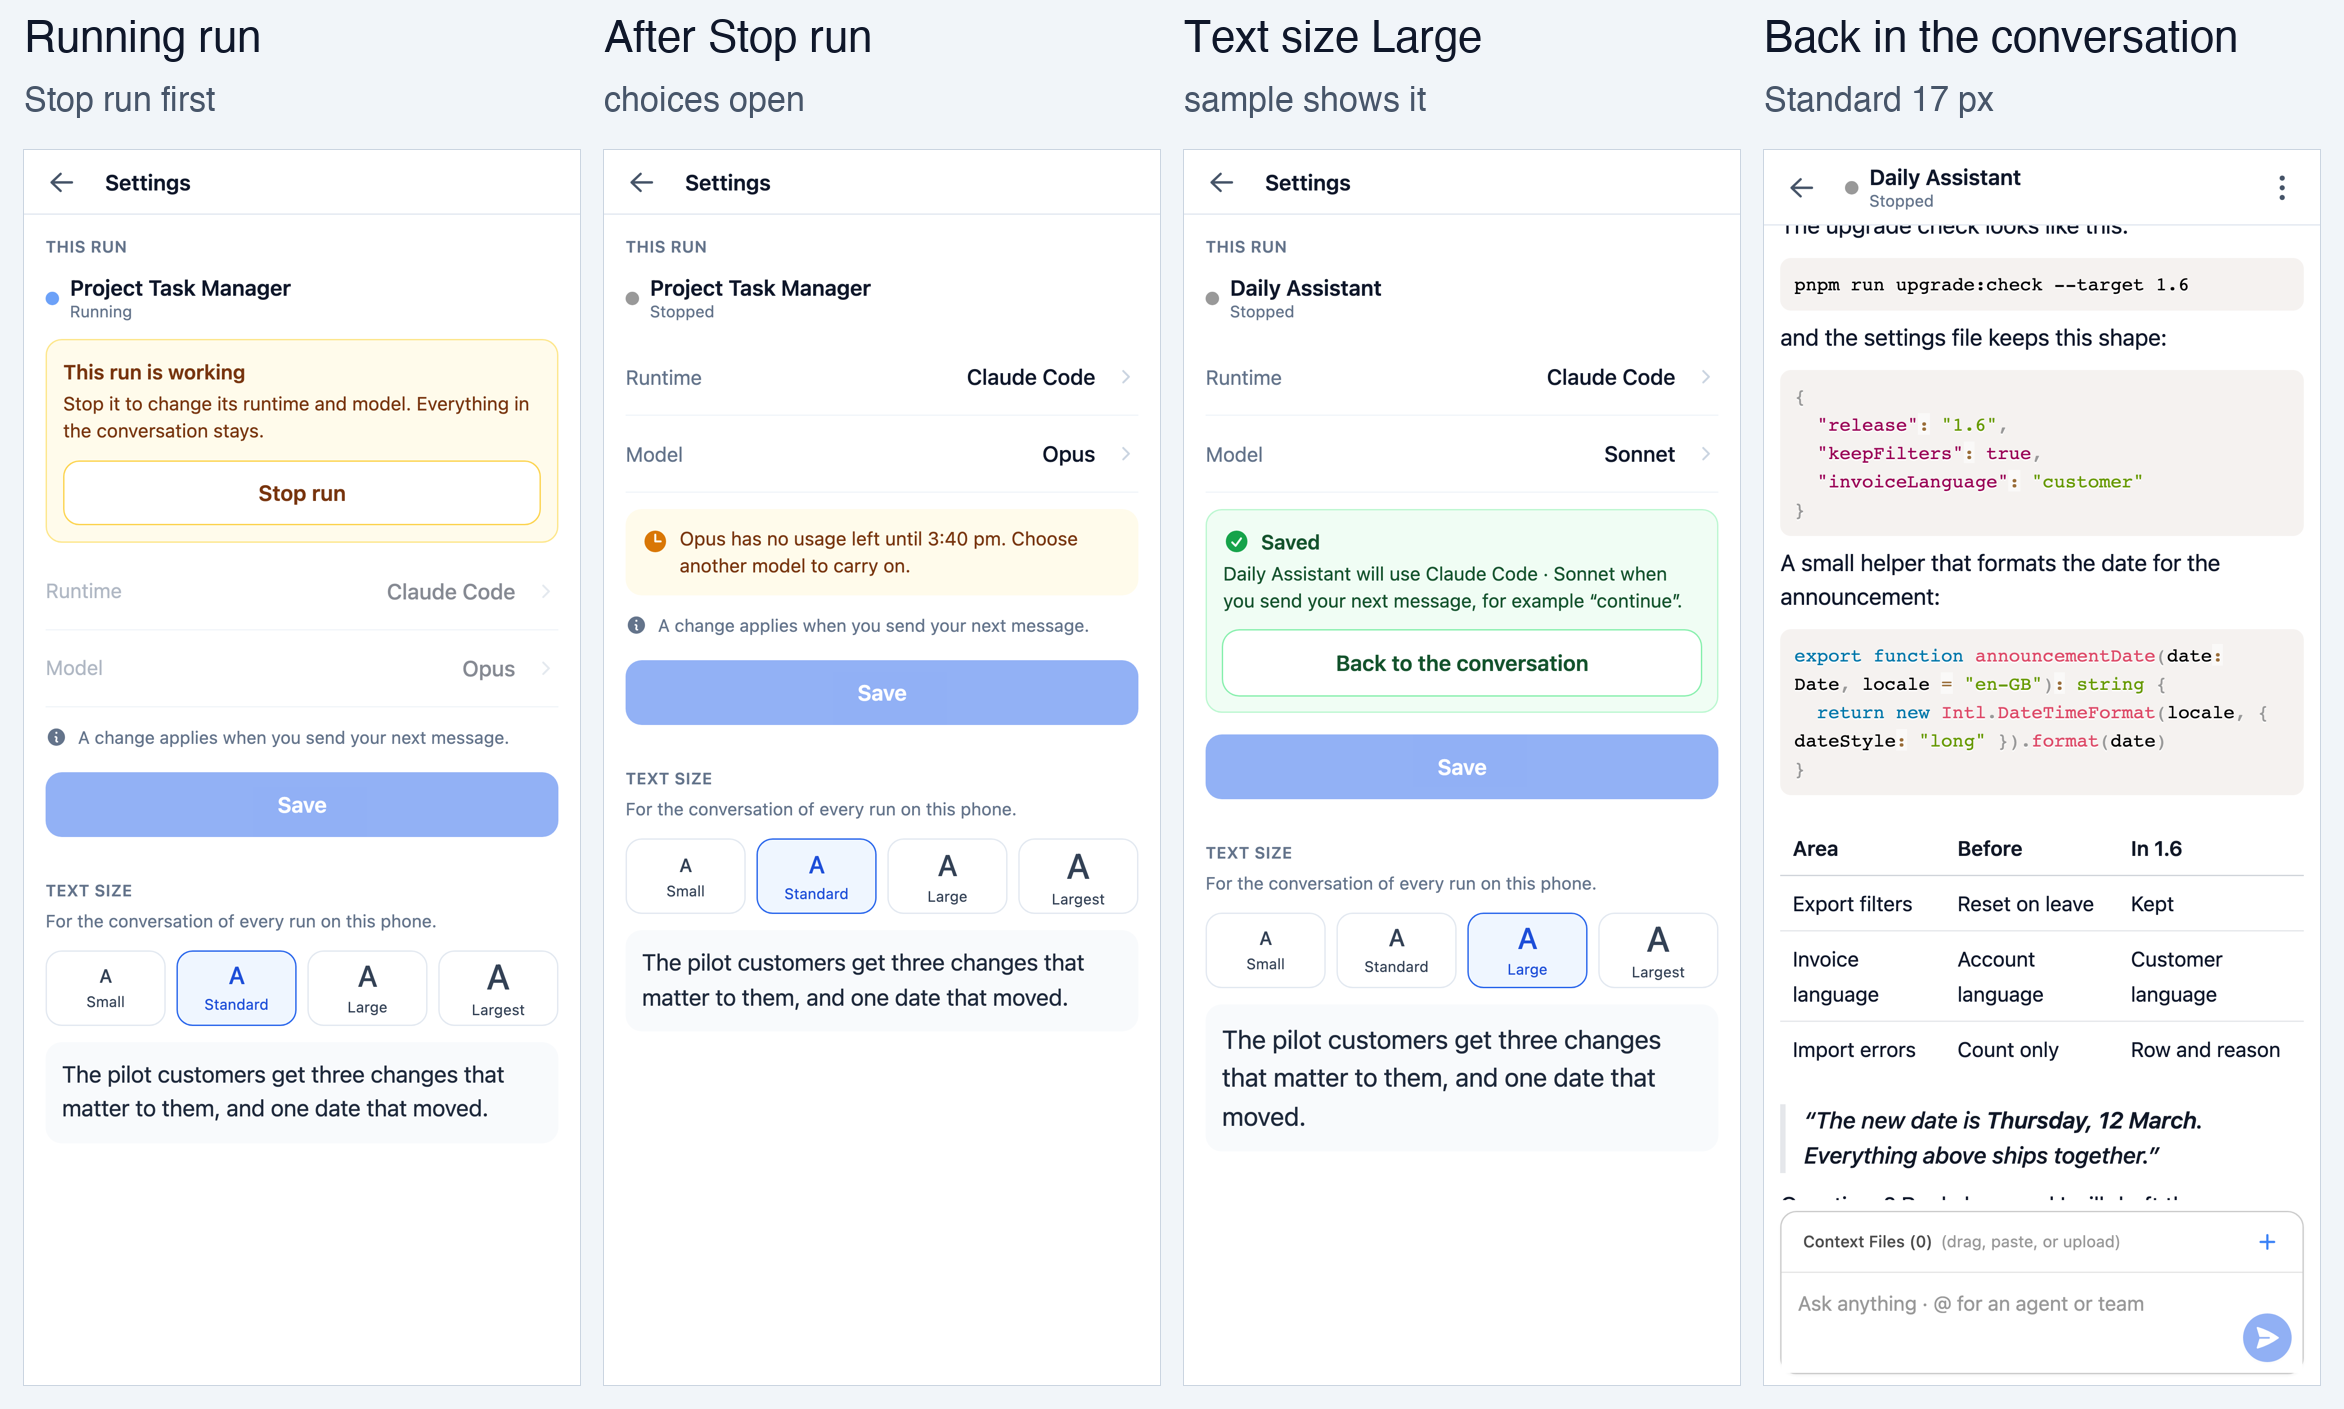 Running run
Stop run first
Settings
THIS RUN
Project Task Manager
Running
This run is working
Stop it to change its runtime and model. Everything in
the conversation stays.
Stop run
Runtime
Claude Code
Model
Opus
A change applies when you send your next message.
Save
TEXT SIZE
For the conversation of every run on this phone.
A
Small
A
Standard
A
Large
A
Largest
The pilot customers get three changes that
matter to them, and one date that moved.
After Stop run
choices open
Settings
THIS RUN
Project Task Manager
Stopped
Runtime
Claude Code
Model
Opus
Opus has no usage left until 3:40 pm. Choose
another model to carry on.
A change applies when you send your next message.
Save
TEXT SIZE
For the conversation of every run on this phone.
A
Small
A
Standard
A
Large
A
Largest
The pilot customers get three changes that
matter to them, and one date that moved.
Text size Large
sample shows it
Settings
THIS RUN
Daily Assistant
Stopped
Runtime
Claude Code
Model
Sonnet
Saved
Daily Assistant will use Claude Code · Sonnet when
you send your next message, for example “continue”.
Back to the conversation
Save
TEXT SIZE
For the conversation of every run on this phone.
A
Small
A
Standard
A
Large
A
Largest
The pilot customers get three changes
that matter to them, and one date that
moved.
Back in the conversation
Standard 17 px
Daily Assistant
Stopped
The upgrade check looks like this:
pnpm run upgrade:check --target 1.6
and the settings file keeps this shape:
{
"release": "1.6",
"keepFilters": true,
"invoiceLanguage": "customer"
}
A small helper that formats the date for the
announcement:
export function announcementDate(date:
Date, locale = "en-GB"): string {
return new Intl.DateTimeFormat(locale, {
dateStyle: "long" }).format(date)
}
Area Before In 1.6
Export filters Reset on leave Kept
Invoice language Account language Customer language
Import errors Count only Row and reason
“The new date is Thursday, 12 March.
Everything above ships together.”
Context Files (0) (drag, paste, or upload)
Ask anything · @ for an agent or team